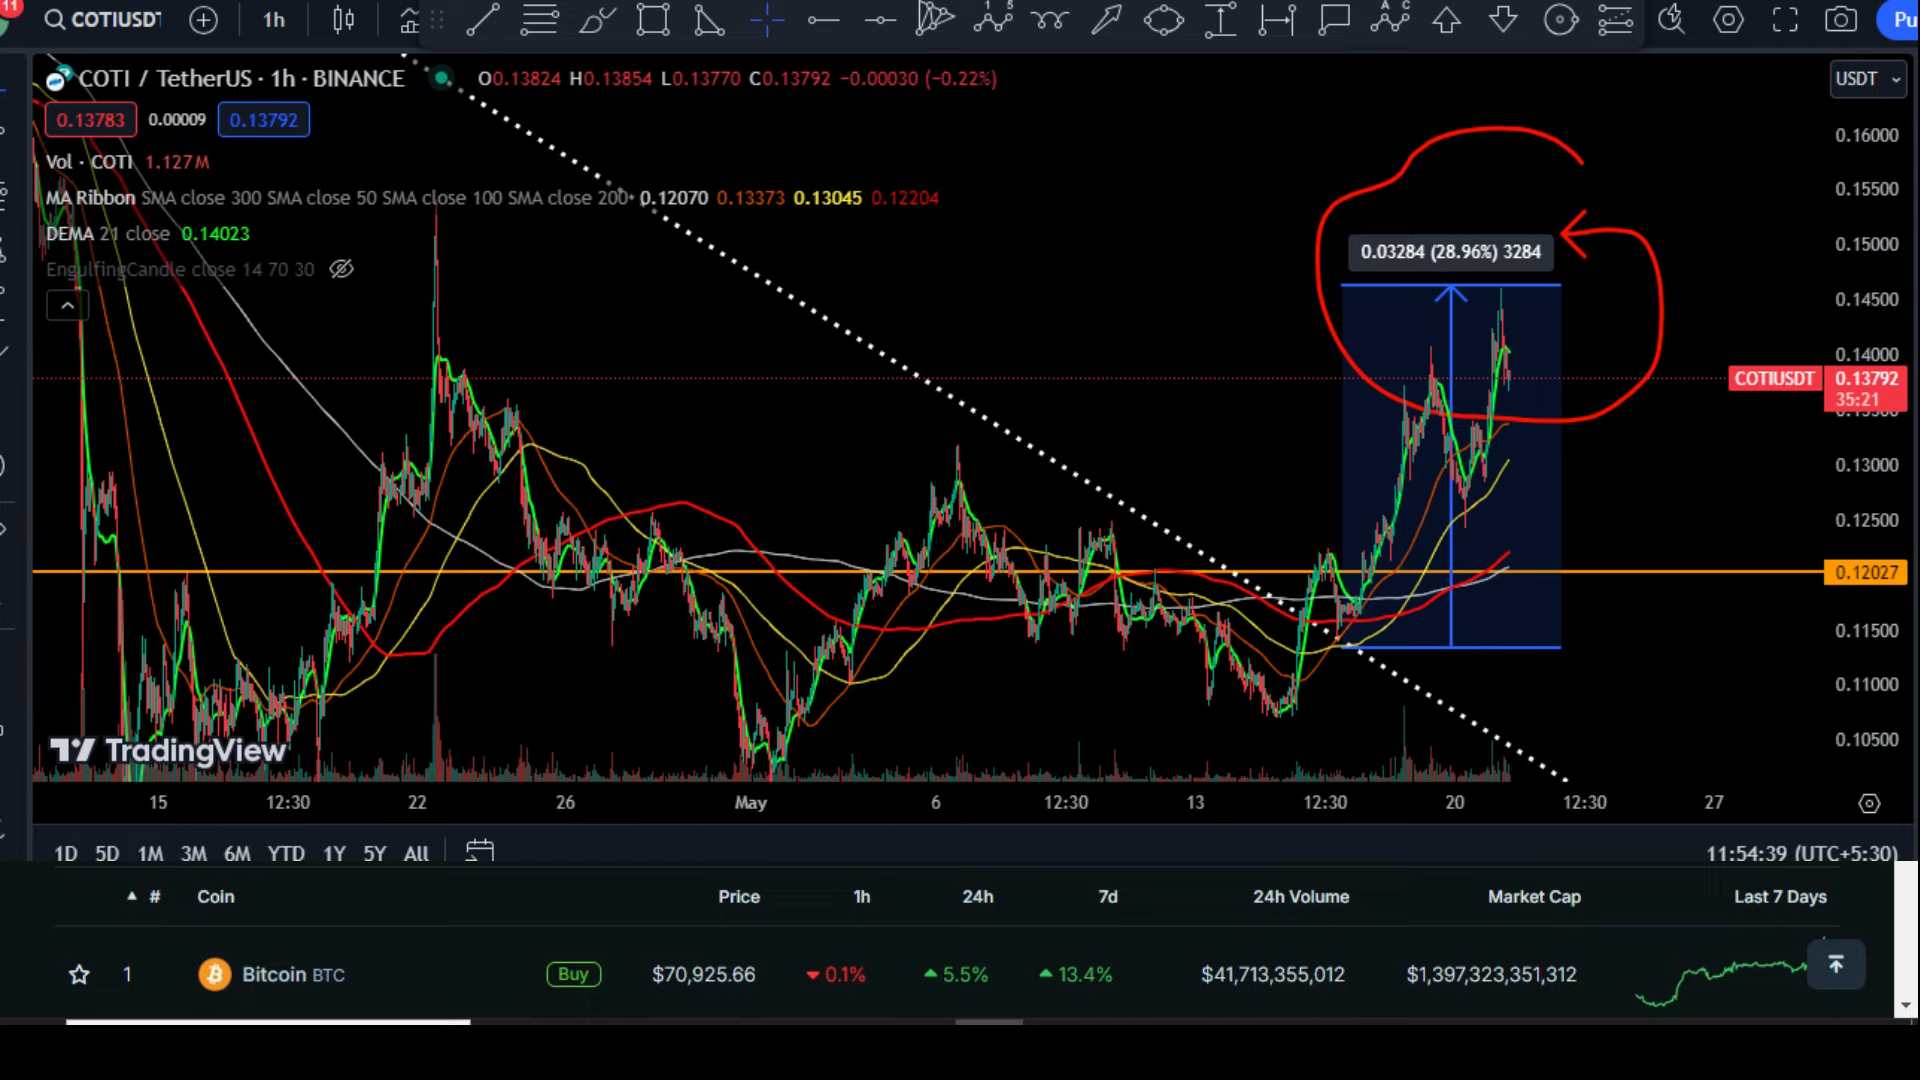 11
COTIUSDT
1h
Pu
COTI / TetherUS · 1h · BINANCE
O0.13824 H0.13854 L0.13770 C0.13792 −0.00030 (−0.22%)
USDT
0.13783
0.00009
0.13792
Vol · COTI 1.127 M
MA Ribbon SMA close 300 SMA close 50 SMA close 100 SMA close 200 0.12070 0.13373 0.13045 0.12204
DEMA 21 close 0.14023
EngulfingCandle close 14 70 30
0.03284 (28.96%) 3284
0.16000
0.15500
0.15000
0.14500
0.14000
COTIUSDT
0.13792
35:21
0.13000
0.12500
0.12027
0.11500
0.11000
0.10500
TradingView
15
12:30
22
26
May
6
12:30
13
12:30
20
12:30
27
1D 5D 1M 3M 6M YTD 1Y 5Y All
11:54:39 (UTC+5:30)
# Coin Price 1h 24h 7d 24h Volume Market Cap Last 7 Days
1 Bitcoin BTC Buy $70,925.66 0.1% 5.5% 13.4% $41,713,355,012 $1,397,323,351,312